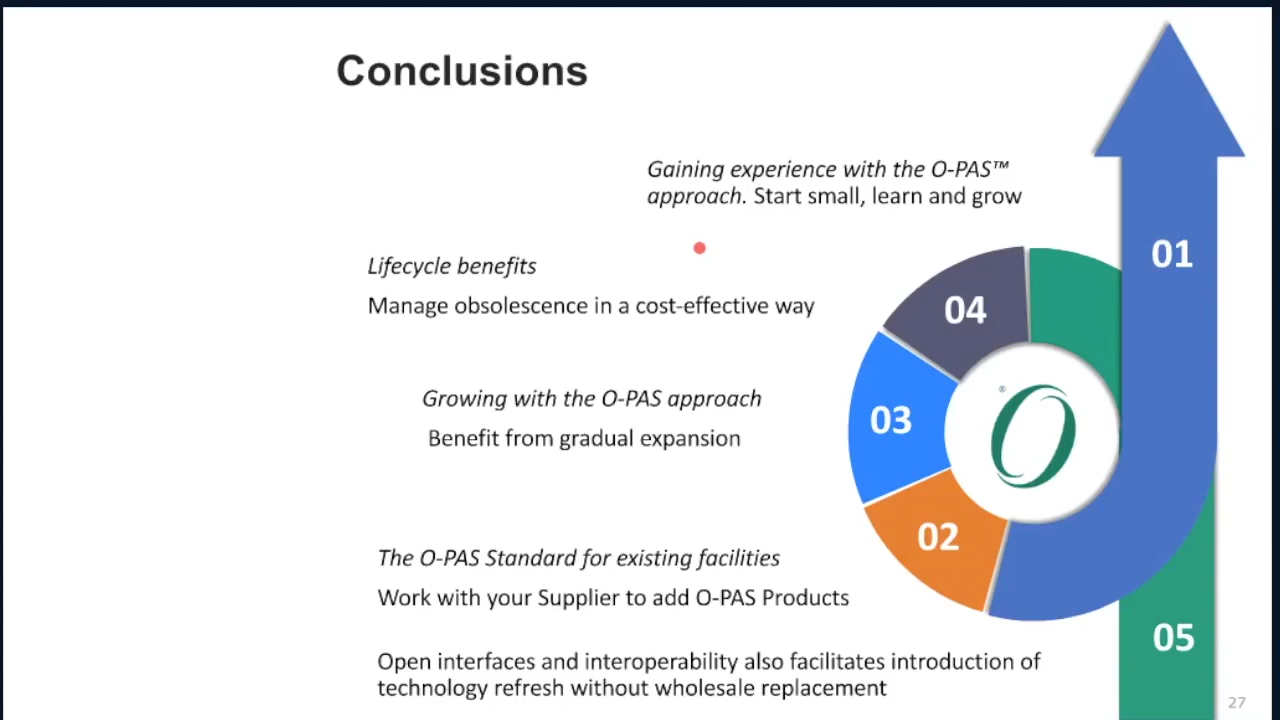 Conclusions
Gaining experience with the O-PAS™
approach. Start small, learn and grow
01
Lifecycle benefits
Manage obsolescence in a cost-effective way
04
Growing with the O-PAS approach
Benefit from gradual expansion
03
®
O
02
The O-PAS Standard for existing facilities
Work with your Supplier to add O-PAS Products
05
Open interfaces and interoperability also facilitates introduction of
technology refresh without wholesale replacement
27